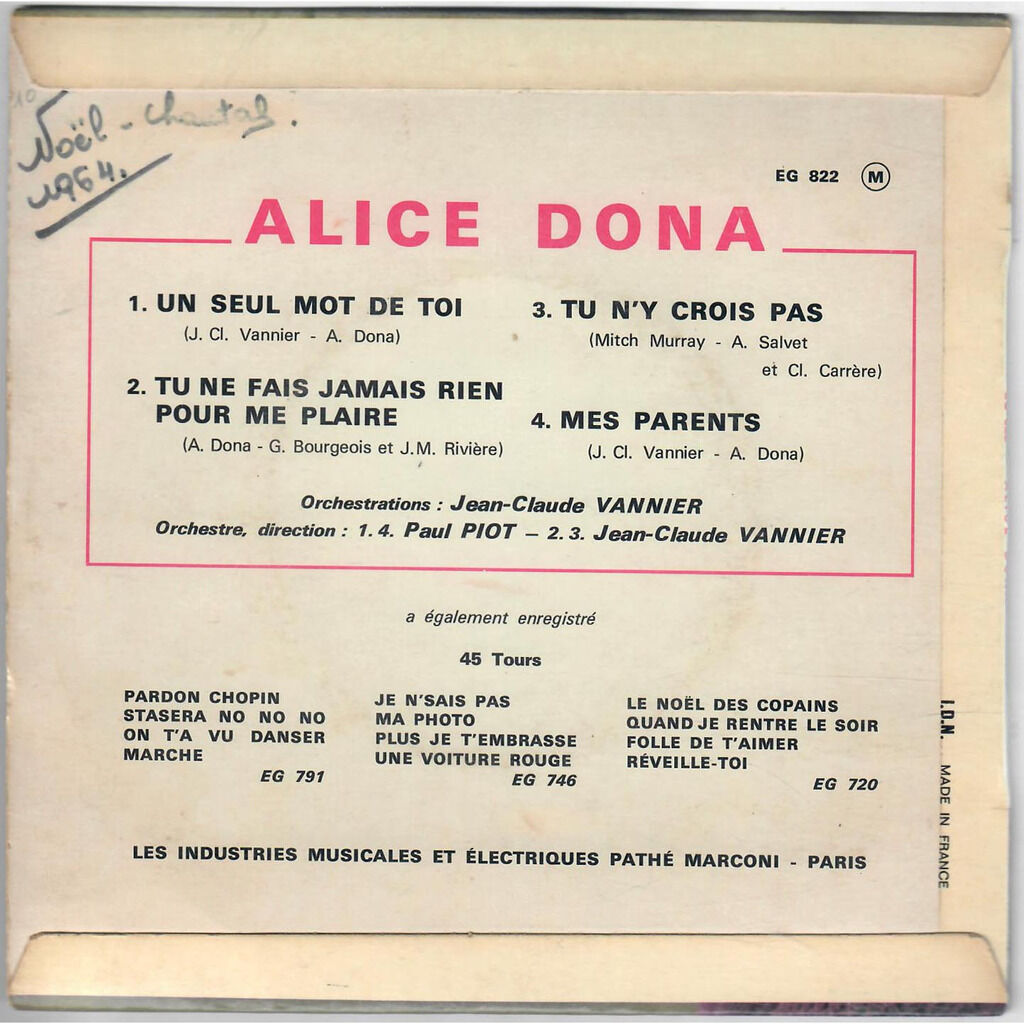 Noël - Chantal.
1964.
EG 822 M
ALICE DONA
1. UN SEUL MOT DE TOI
(J. Cl. Vannier - A. Dona)
2. TU NE FAIS JAMAIS RIEN
POUR ME PLAIRE
(A. Dona - G. Bourgeois et J.M. Rivière)
3. TU N'Y CROIS PAS
(Mitch Murray - A. Salvet
et Cl. Carrère)
4. MES PARENTS
(J. Cl. Vannier - A. Dona)
Orchestrations : Jean-Claude VANNIER
Orchestre, direction : 1. 4. Paul PIOT – 2. 3. Jean-Claude VANNIER
a également enregistré
45 Tours
PARDON CHOPIN
STASERA NO NO NO
ON T'A VU DANSER
MARCHE
EG 791
JE N'SAIS PAS
MA PHOTO
PLUS JE T'EMBRASSE
UNE VOITURE ROUGE
EG 746
LE NOËL DES COPAINS
QUAND JE RENTRE LE SOIR
FOLLE DE T'AIMER
RÉVEILLE-TOI
EG 720
LES INDUSTRIES MUSICALES ET ÉLECTRIQUES PATHÉ MARCONI - PARIS
I.D.N. MADE IN FRANCE